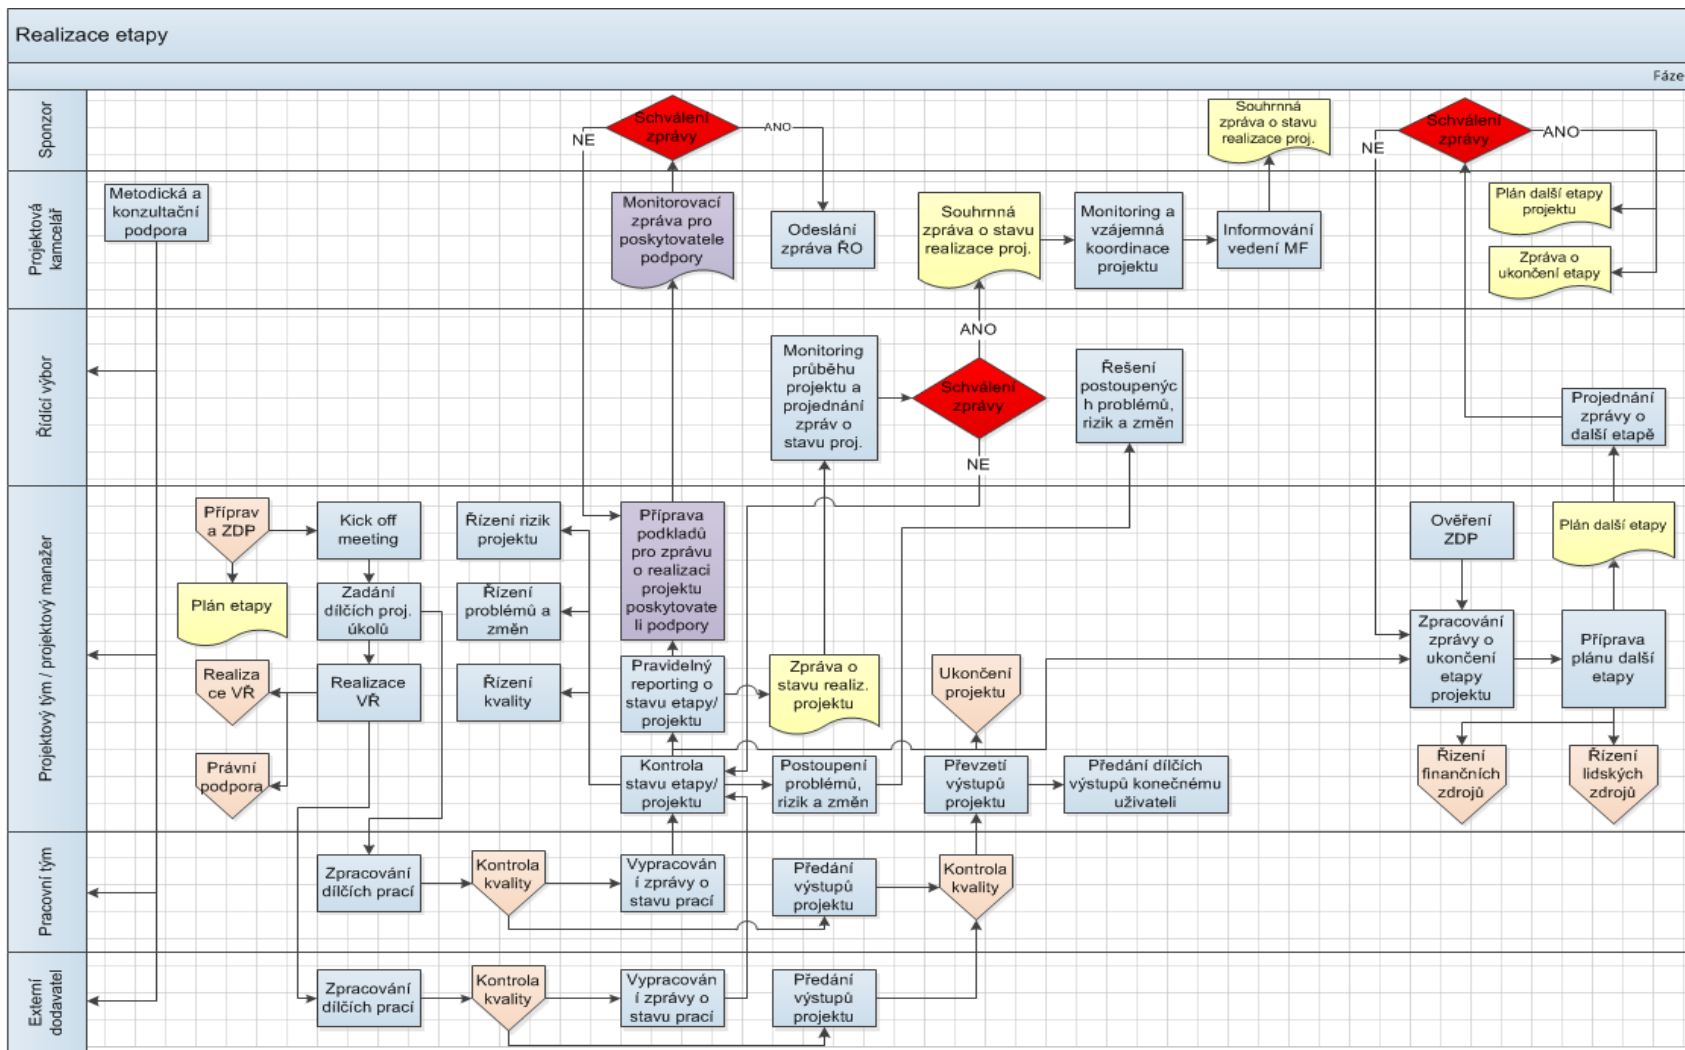 Realizace etapy
Fáze
Sponzor
Schválení
zprávy
NE
ANO
Souhrnná
zpráva o stavu
realizace proj.
Schválení
zprávy
NE
ANO
Projektová
kamcelář
Metodická a
konzultační
podpora
Monitorovací
zpráva pro
poskytovatele
podpory
Odeslání
zpráva ŘO
Souhrnná
zpráva o stavu
realizace proj.
Monitoring a
vzájemná
koordinace
projektu
Informování
vedení MF
Plán další etapy
projektu
Zpráva o
ukončení etapy
Řídící výbor
Monitoring
průběhu
projektu a
projednání
zpráv o
stavu proj.
ANO
Schválení
zprávy
NE
Řešení
postoupenýc
h problémů,
rizik a změn
Projednání
zprávy o
další etapě
Projektový tým / projektový manažer
Příprav
a ZDP
Kick off
meeting
Plán etapy
Zadání
dílčích proj.
úkolů
Realiza
ce VŘ
Realizace
VŘ
Právní
podpora
Řízení rizik
projektu
Řízení
problémů a
změn
Řízení
kvality
Příprava
podkladů
pro zprávu
o realizaci
projektu
poskytovate
li podpory
Pravidelný
reporting o
stavu etapy/
projektu
Zpráva o
stavu realiz.
projektu
Ukončení
projektu
Kontrola
stavu etapy/
projektu
Postoupení
problémů,
rizik a změn
Převzetí
výstupů
projektu
Předání dílčích
výstupů konečnému
uživateli
Ověření
ZDP
Plán další etapy
Zpracování
zprávy o
ukončení
etapy
projektu
Příprava
plánu další
etapy
Řizení
finančních
zdrojů
Řízení
lidských
zdrojů
Pracovní tým
Zpracování
dílčích prací
Kontrola
kvality
Vypracován
í zprávy o
stavu prací
Předání
výstupů
projektu
Kontrola
kvality
Externí
dodavatel
Zpracování
dílčích prací
Kontrola
kvality
Vypracován
í zprávy o
stavu prací
Předání
výstupů
projektu